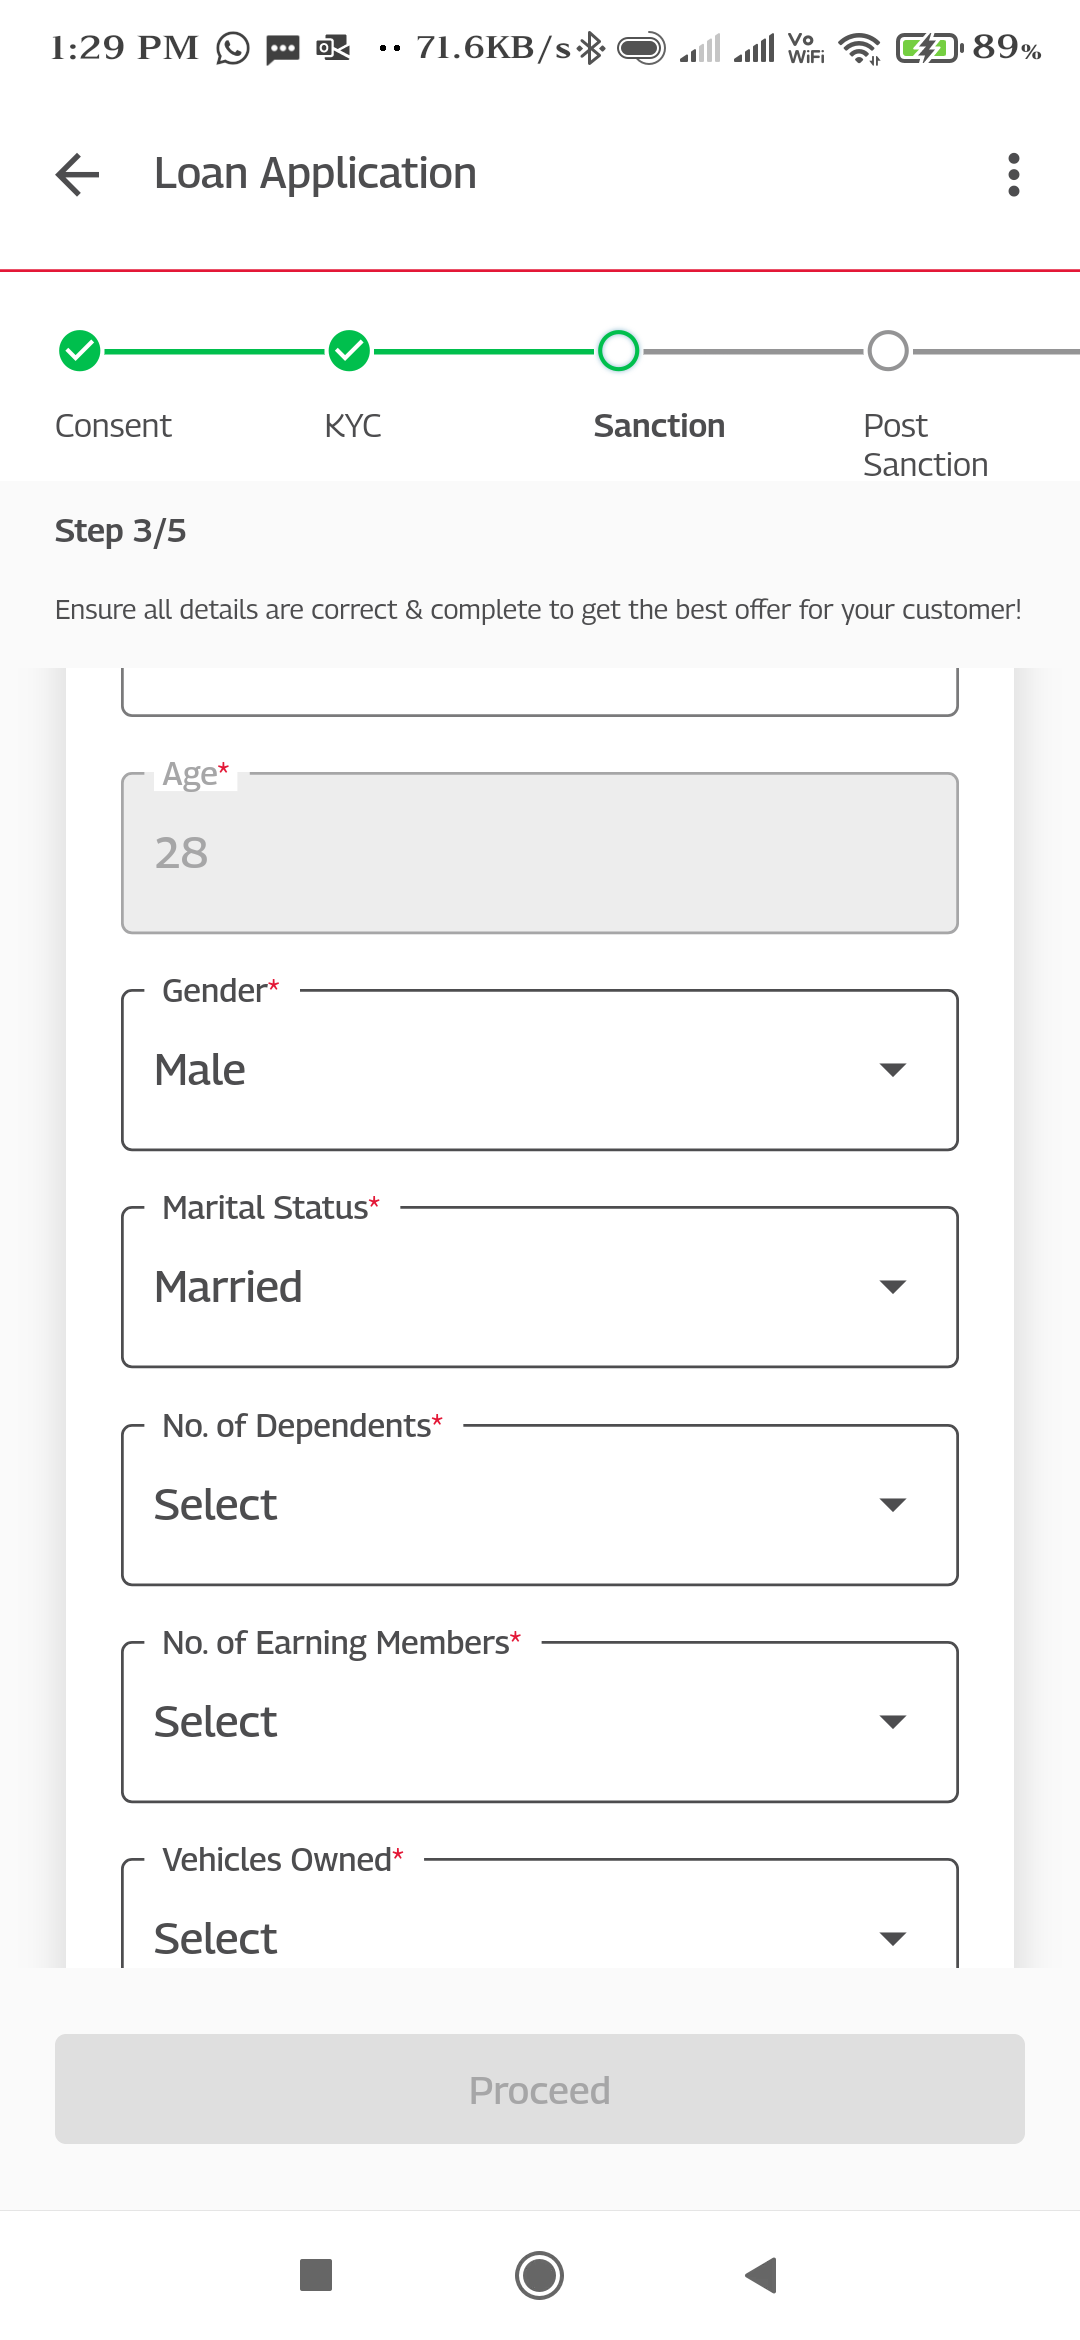 1:29 PM 71.6KB/s Vo WiFi 89%
Loan Application
Consent KYC Sanction Post
Sanction
Step 3/5
Ensure all details are correct & complete to get the best offer for your customer!
Age*
28
Gender*
Male
Marital Status*
Married
No. of Dependents*
Select
No. of Earning Members*
Select
Vehicles Owned*
Select
Proceed